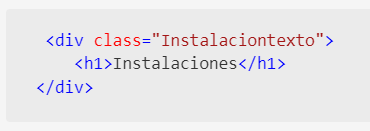 <div class="Instalaciontexto">
<h1>Instalaciones</h1>
</div>